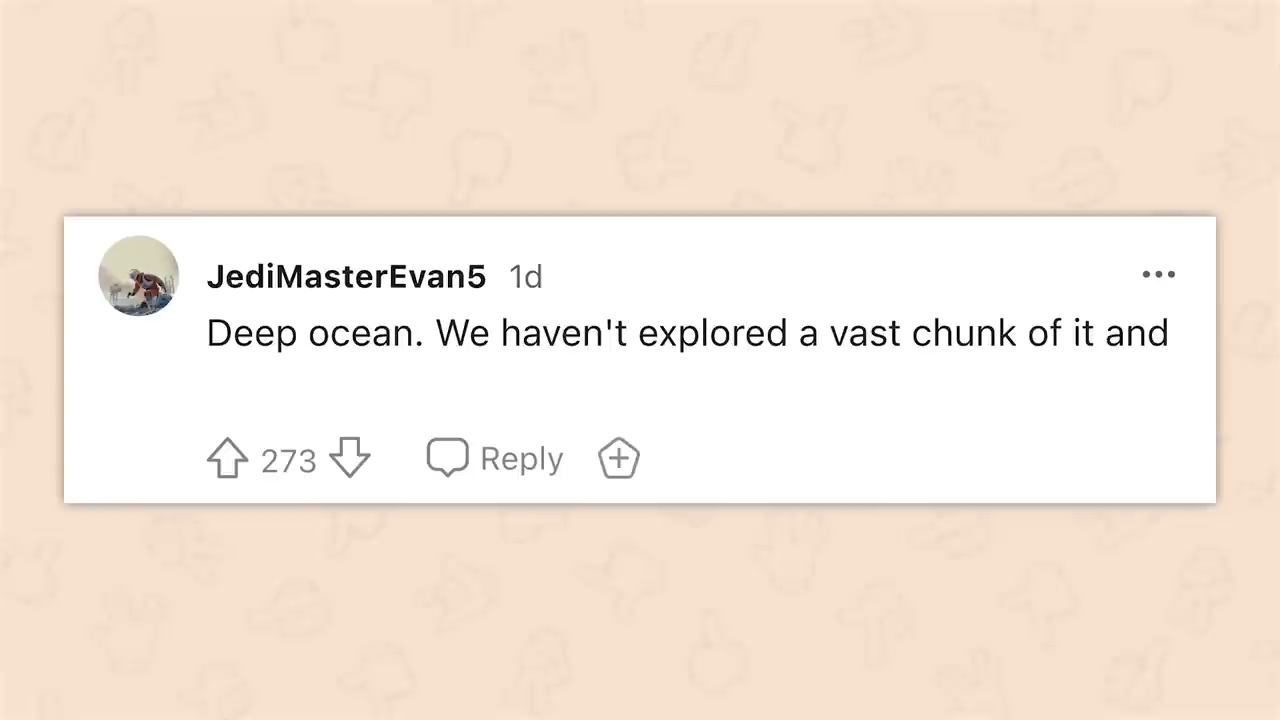 JediMasterEvan5 1d
Deep ocean. We haven't explored a vast chunk of it and
273 Reply